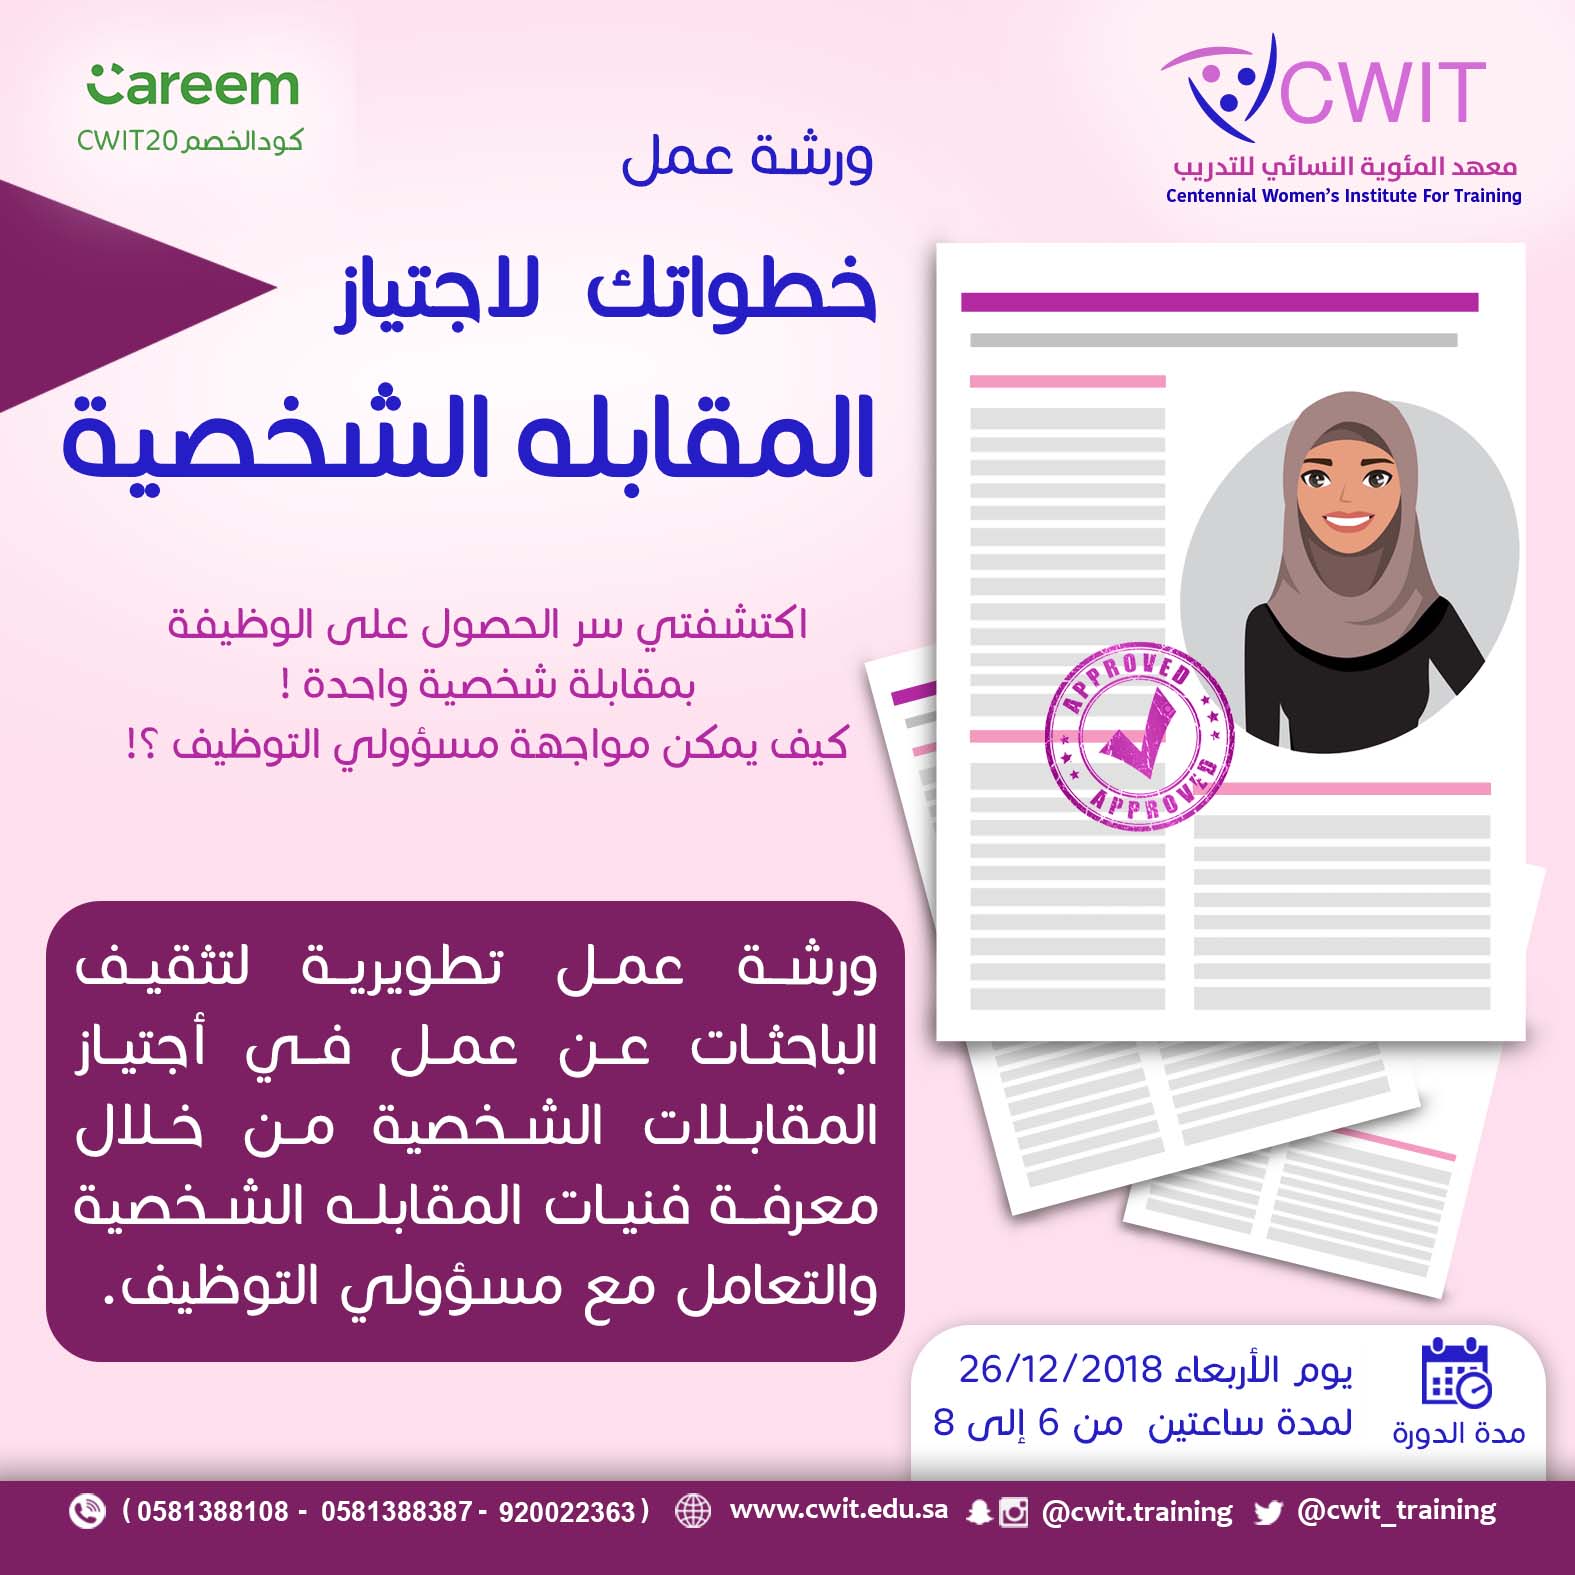 Careem
كود الخصم CWIT20
CWIT
معهد المئوية النسائي للتدريب
Centennial Women's Institute For Training
ورشة عمل
خطواتك لاجتياز
المقابله الشخصية
اكتشفتي سر الحصول على الوظيفة
بمقابلة شخصية واحدة !
كيف يمكن مواجهة مسؤولي التوظيف ؟!
APPROVED
APPROVED
ورشة عمل تطويرية لتثقيف
الباحثات عن عمل في أجتياز
المقابلات الشخصية من خلال
معرفة فنيات المقابله الشخصية
والتعامل مع مسؤولي التوظيف.
يوم الأربعاء 26/12/2018
لمدة ساعتين من 6 إلى 8
مدة الدورة
( 0581388108 - 0581388387 - 920022363 ) www.cwit.edu.sa @cwit.training @cwit_training